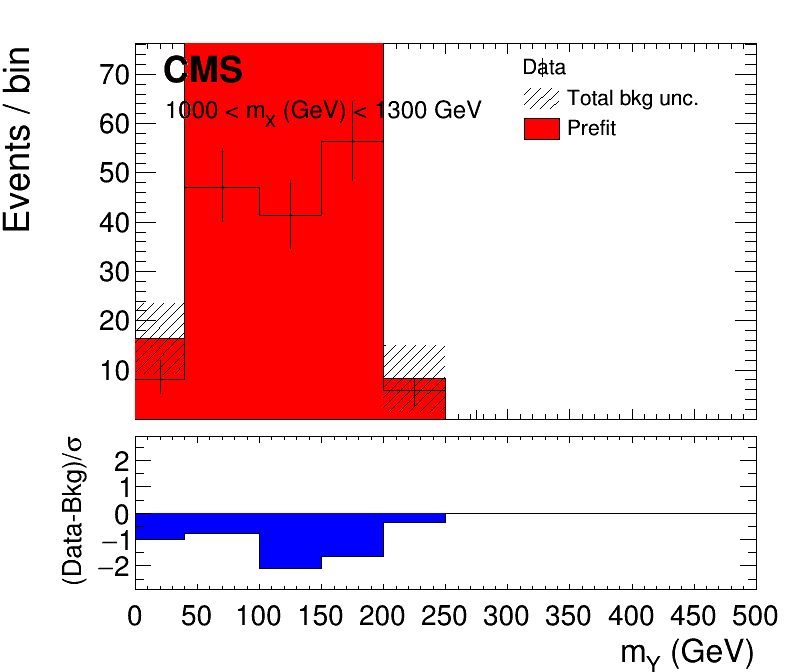 CMS
1000 < mX (GeV) < 1300 GeV
Data
Total bkg unc.
Prefit
Events / bin
70
60
50
40
30
20
10
(Data-Bkg)/σ
2
1
0
−1
−2
0 50 100 150 200 250 300 350 400 450 500
mY (GeV)